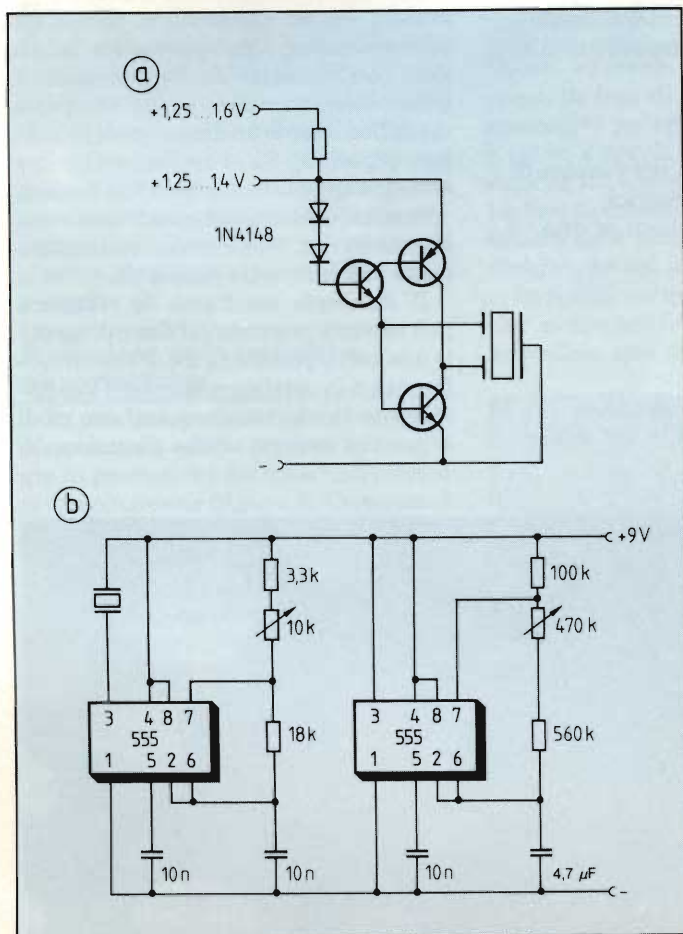 a
+1,25...1,6V
+1,25...1,4V
1N4148
-
b
+9V
3,3k
100k
10k
470k
3 4 8 7
3 4 8 7
555
18k
555
560k
1 5 2 6
1 5 2 6
10n
10n
10n
4,7 µF
-